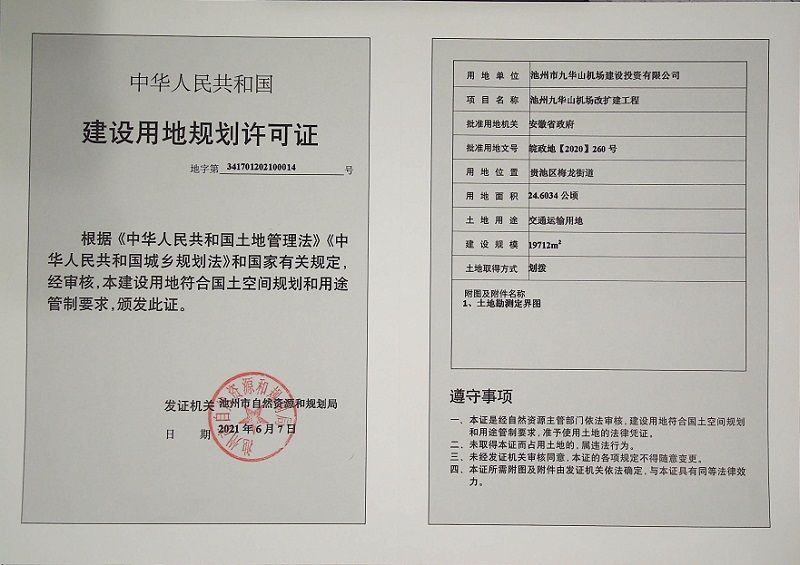 中华人民共和国
建设用地规划许可证
地字第 341701202100014 号
根据《中华人民共和国土地管理法》《中
华人民共和国城乡规划法》和国家有关规定，
经审核，本建设用地符合国土空间规划和用途
管制要求，颁发此证。
发证机关 池州市自然资源和规划局
日 期 2021 年 6 月 7 日
池州市自然资源和规划局
用地单位 池州市九华山机场建设投资有限公司
项目名称 池州九华山机场改扩建工程
批准用地机关 安徽省政府
批准用地文号 皖政地【2020】260 号
用地位置 贵池区梅龙街道
用地面积 24.6034 公顷
土地用途 交通运输用地
建设规模 19712m²
土地取得方式 划拨
附图及附件名称
1、土地勘测定界图
遵守事项
一、本证是经自然资源主管部门依法审核，建设用地符合国土空间规划
和用途管制要求，准予使用土地的法律凭证。
二、未取得本证而占用土地的，属违法行为。
三、未经发证机关审核同意，本证的各项规定不得随意变更。
四、本证所需附图及附件由发证机关依法确定，与本证具有同等法律效
力。